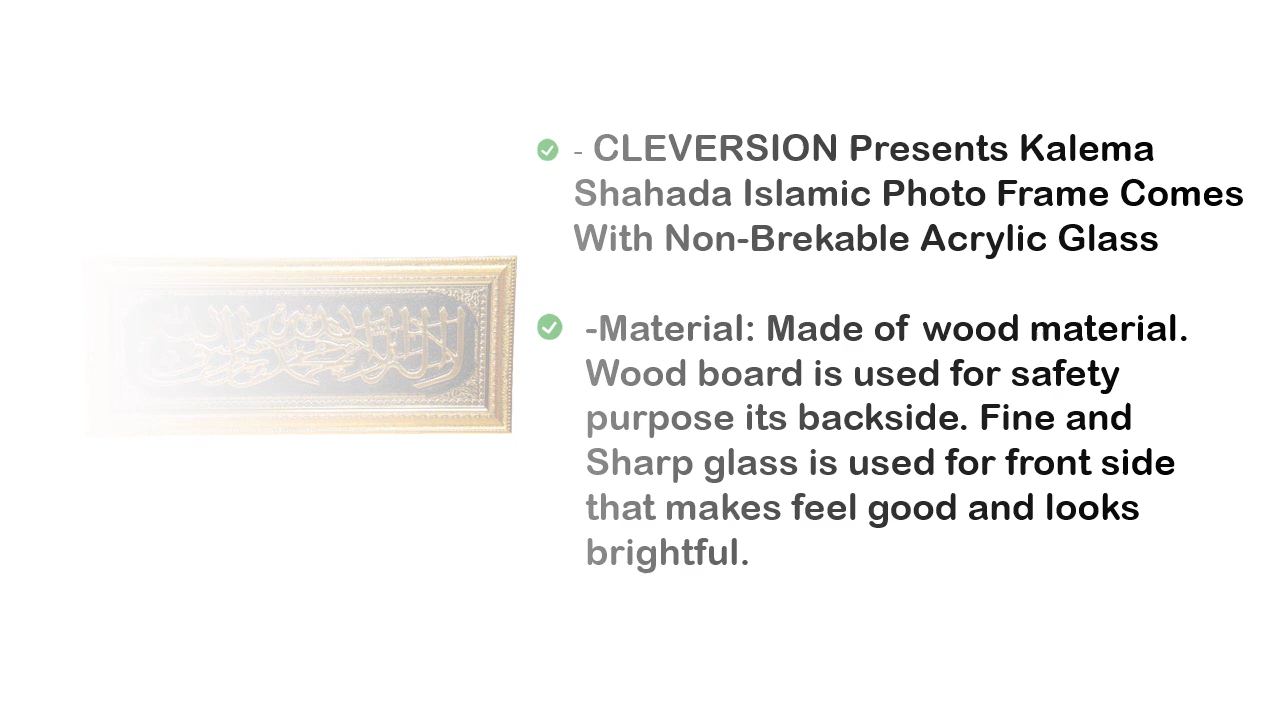 - CLEVERSION Presents Kalema
Shahada Islamic Photo Frame Comes
With Non-Brekable Acrylic Glass
-Material: Made of wood material.
Wood board is used for safety
purpose its backside. Fine and
Sharp glass is used for front side
that makes feel good and looks
brightful.